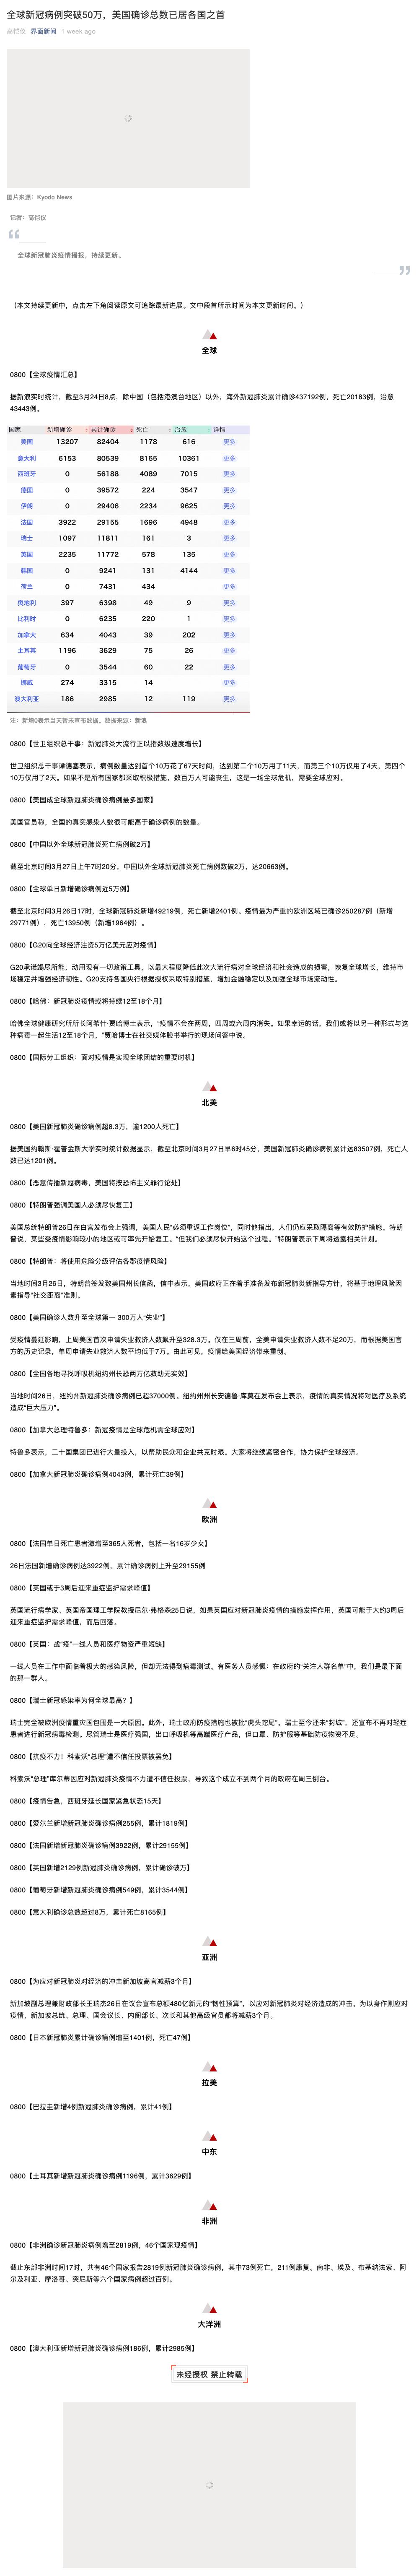 全球新冠病例突破50万，美国确诊总数已居各国之首
界面新闻 1 week ago
图片来源：Kyodo News
全球新冠肺炎疫情播报，持续更新。
（本文持续更新中，点击左下角阅读原文可追踪最新进展。文中段首所示时间为本文更新时间。）
全球
0800【全球疫情汇总】
据新浪实时统计，截至3月24日8点，除中国（包括港澳台地区）以外，海外新冠肺炎累计确诊437192例，死亡20183例，治愈
43443例。
国家 新增确诊 累计确诊 死亡 治愈 详情
美国 13207 82404 1178 616 更多
意大利 6153 80539 8165 10361 更多
西班牙 0 56188 4089 7015 更多
德国 0 39572 224 3547 更多
伊朗 0 29406 2234 9625 更多
法国 3922 29155 1696 4948 更多
瑞士 1097 11811 161 3 更多
英国 2235 11772 578 135 更多
韩国 0 9241 131 4144 更多
荷兰 0 7431 434 更多
奥地利 397 6398 49 9 更多
比利时 0 6235 220 1 更多
加拿大 634 4043 39 202 更多
土耳其 1196 3629 75 26 更多
葡萄牙 0 3544 60 22 更多
挪威 274 3315 14 更多
澳大利亚 186 2985 12 119 更多
注：新增0表示当天暂未宣布数据。数据来源：新浪
0800【世卫组织总干事：新冠肺炎大流行正以指数级速度增长】
世卫组织总干事谭德塞表示，病例数量达到首个10万花了67天时间，达到第二个10万用了11天，而第三个10万仅用了4天，第四个
10万仅用了2天。如果不是所有国家都采取积极措施，数百万人可能丧生，这是一场全球危机，需要全球应对。
0800【美国成全球新冠肺炎确诊病例最多国家】
美国官员称，全国的真实感染人数很可能高于确诊病例的数量。
0800【中国以外全球新冠肺炎死亡病例破2万】
截至北京时间3月27日上午7时20分，中国以外全球新冠肺炎死亡病例数破2万，达20663例。
0800【全球单日新增确诊病例近5万例】
截至北京时间3月26日17时，全球新冠肺炎新增49219例，死亡新增2401例。疫情最为严重的欧洲区域已确诊250287例（新增
29771例），死亡13950例（新增1964例）。
0800【G20向全球经济注资5万亿美元应对疫情】
G20承诺竭尽所能，动用现有一切政策工具，以最大程度降低此次大流行病对全球经济和社会造成的损害，恢复全球增长，维持市
场稳定并增强经济韧性。G20支持各国央行根据授权采取特别措施，增加金融稳定以及加强全球市场流动性。
0800【哈佛：新冠肺炎疫情或将持续12至18个月】
哈佛全球健康研究所所长阿希什·贾哈博士表示，“疫情不会在两周，四周或六周内消失。如果幸运的话，我们或将以另一种形式与这
种病毒一起生活12至18个月，”贾哈博士在社交媒体脸书举行的现场问答中说。
0800【国际劳工组织：面对疫情是实现全球团结的重要时机】
北美
0800【美国新冠肺炎确诊病例超8.3万，逾1200人死亡】
据美国约翰斯·霍普金斯大学实时统计数据显示，截至北京时间3月27日早6时45分，美国新冠肺炎确诊病例累计达83507例，死亡人
数已达1201例。
0800【恶意传播新冠病毒，美国将按恐怖主义罪行论处】
0800【特朗普强调美国人必须尽快复工】
美国总统特朗普26日在白宫发布会上强调，美国人民“必须重返工作岗位”，同时他指出，人们仍应采取隔离等有效防护措施。特朗
普说，某些受疫情影响较小的地区或可率先开始复工，“但我们必须尽快开始这个过程。”特朗普表示下周将透露相关计划。
0800【特朗普：将使用危险分级评估各郡疫情风险】
当地时间3月26日，特朗普签发致美国州长信函，信中表示，美国政府正在着手准备发布新冠肺炎新指导方针，将基于地理风险因
素指导“社交距离”准则。
0800【美国确诊人数升至全球第一 300万人“失业”】
受疫情蔓延影响，上周美国首次申请失业救济人数飙升至328.3万。仅在三周前，全美申请失业救济人数不足20万，而根据美国官
方的历史记录，单周申请失业救济人数平均低于7万。由此可见，疫情给美国经济带来重创。
0800【全国各地寻找呼吸机纽约州长恐两万亿救助无实效】
当地时间26日，纽约州新冠肺炎确诊病例已超37000例。纽约州州长安德鲁·库莫在发布会上表示，疫情的真实情况将对医疗及系统
造成“巨大压力”。
0800【加拿大总理特鲁多：新冠疫情是全球危机需全球应对】
特鲁多表示，二十国集团已进行大量投入，以帮助民众和企业共克时艰。大家将继续紧密合作，协力保护全球经济。
0800【加拿大新冠肺炎确诊病例4043例，累计死亡39例】
欧洲
0800【法国单日死亡患者激增至365人死者，包括一名16岁少女】
26日法国新增确诊病例达3922例，累计确诊病例上升至29155例
0800【英国或于3周后迎来重症监护需求峰值】
英国流行病学家、英国帝国理工学院教授尼尔·弗格森25日说，如果英国应对新冠肺炎疫情的措施发挥作用，英国可能于大约3周后
迎来重症监护需求峰值，而后回落。
0800【英国：战“疫”一线人员和医疗物资严重短缺】
一线人员在工作中面临着极大的感染风险，但却无法得到病毒测试。有医务人员感慨：在政府的“关注人群名单”中，我们是最下面
的那一群人。
0800【瑞士新冠感染率为何全球最高？】
瑞士完全被欧洲疫情重灾国包围是一大原因。此外，瑞士政府防疫措施也被批“虎头蛇尾”。瑞士至今还未“封城”，还宣布不再对轻症
患者进行新冠病毒检测。尽管瑞士是医疗强国，出口呼吸机等高端医疗产品，但口罩、防护服等基础防疫物资不足。
0800【抗疫不力！科索沃“总理”遭不信任投票被罢免】
科索沃“总理”库尔蒂因应对新冠肺炎疫情不力遭不信任投票，导致这个成立不到两个月的政府在周三倒台。
0800【疫情告急，西班牙延长国家紧急状态15天】
0800【爱尔兰新增新冠肺炎确诊病例255例，累计1819例】
0800【法国新增新冠肺炎确诊病例3922例，累计29155例】
0800【英国新增2129例新冠肺炎确诊病例，累计确诊破万】
0800【葡萄牙新增新冠肺炎确诊病例549例，累计3544例】
0800【意大利确诊总数超过8万，累计死亡8165例】
亚洲
0800【为应对新冠肺炎对经济的冲击新加坡高官减薪3个月】
新加坡副总理兼财政部长王瑞杰26日在议会宣布总额480亿新元的“韧性预算”，以应对新冠肺炎对经济造成的冲击。为以身作则应对
疫情，新加坡总统、总理、国会议长、内阁部长、次长和其他高级官员都将减薪3个月。
0800【日本新冠肺炎累计确诊病例增至1401例，死亡47例】
拉美
0800【巴拉圭新增4例新冠肺炎确诊病例，累计41例】
中东
0800【土耳其新增新冠肺炎确诊病例1196例，累计3629例】
非洲
0800【非洲确诊新冠肺炎病例增至2819例，46个国家现疫情】
截止东部非洲时间17时，共有46个国家报告2819例新冠肺炎确诊病例，其中73例死亡，211例康复。南非、埃及、布基纳法索、阿
尔及利亚、摩洛哥、突尼斯等六个国家病例超过百例。
大洋洲
0800【澳大利亚新增新冠肺炎确诊病例186例，累计2985例】
未经授权 禁止转载